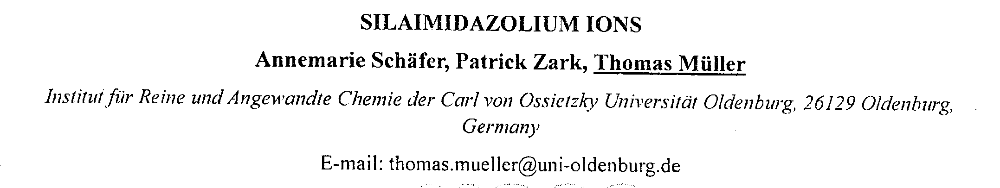 SILAIMIDAZOLIUM IONS
Annemarie Schäfer, Patrick Zark, Thomas Müller
Institut für Reine und Angewandte Chemie der Carl von Ossietzky Universität Oldenburg, 26129 Oldenburg,
Germany
E-mail: thomas.mueller@uni-oldenburg.de